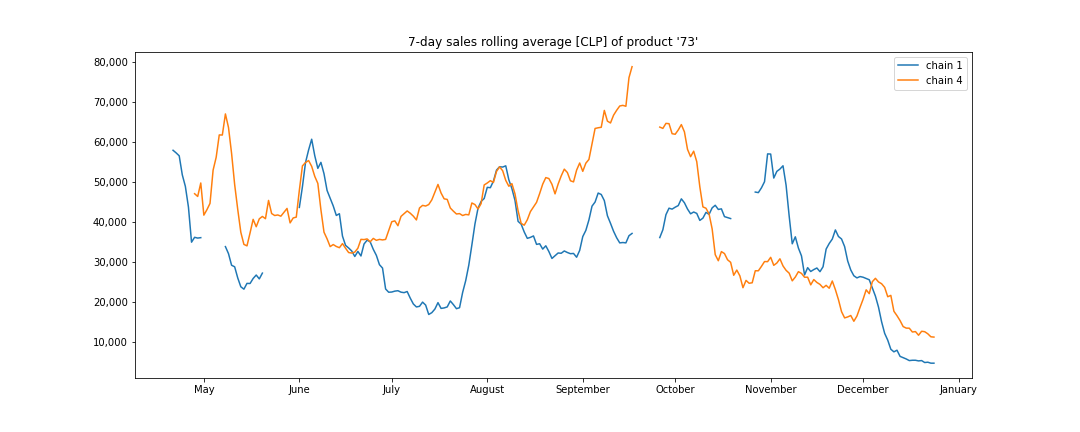 7-day sales rolling average [CLP] of product '73'
chain 1
chain 4
80,000
70,000
60,000
50,000
40,000
30,000
20,000
10,000
May June July August September October November December January